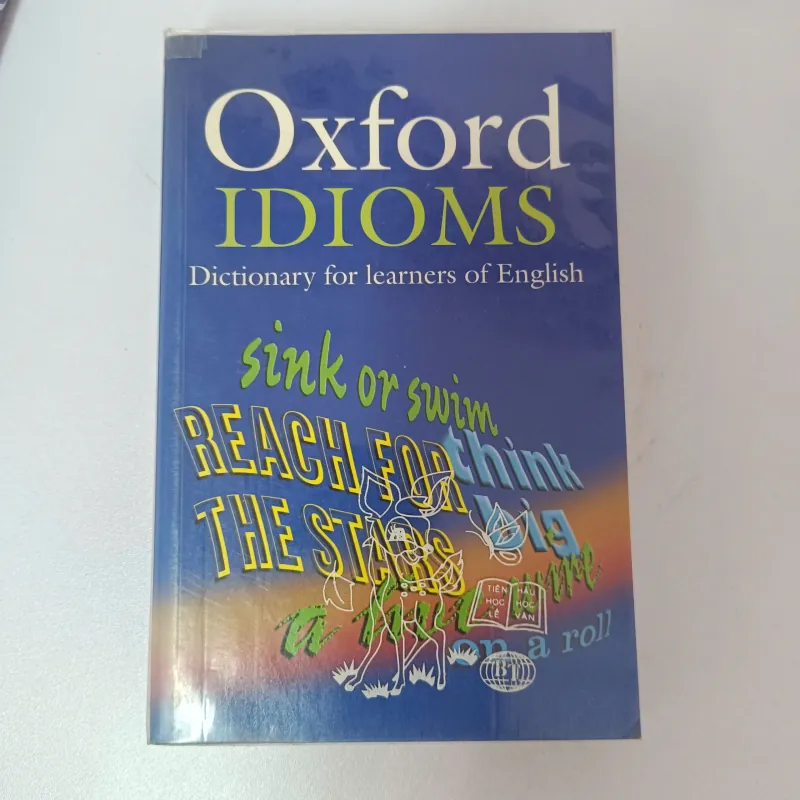 Oxford
IDIOMS
Dictionary for learners of English
sink or swim
REACH FOR
THE STARS
think
big
a
on a roll
TIÊN
HỌC
LỄ
HẬU
HỌC
VĂN